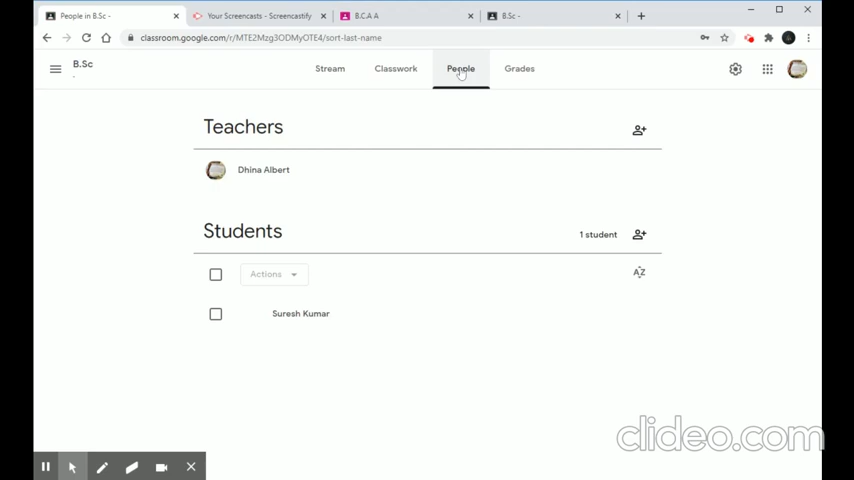 People in B.Sc -
Your Screencasts - Screencastify
B.C.A A
B.Sc -
classroom.google.com/r/MTE2Mzg3ODMyOTE4/sort-last-name
B.Sc
.
Stream
Classwork
People
Grades
Teachers
Dhina Albert
Students
1 student
Actions
AZ
Suresh Kumar
clideo.com